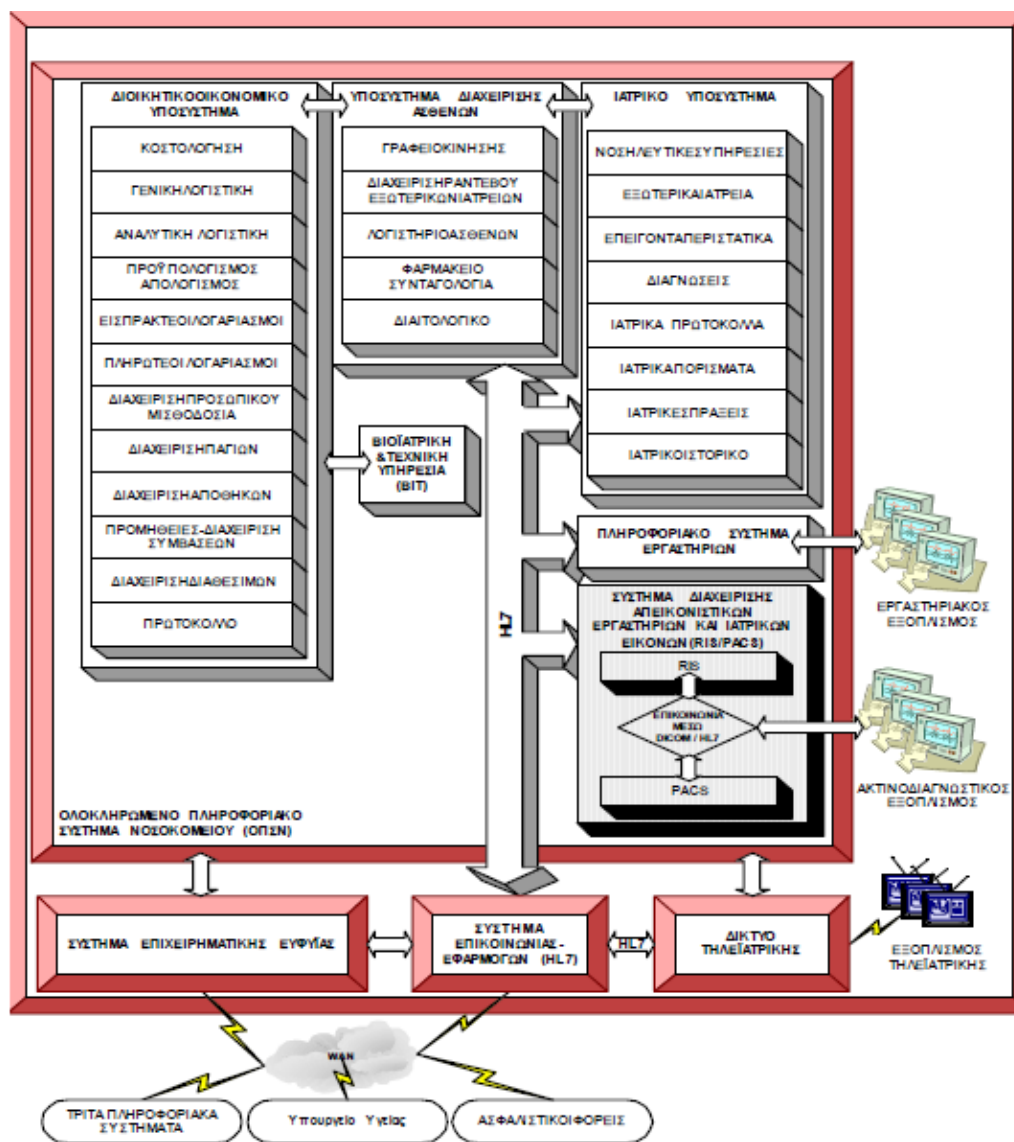 ΔΙΟΙΚΗΤΙΚΟΟΙΚΟΝΟΜΙΚΟ
ΥΠΟΣΥΣΤΗΜΑ
ΚΟΣΤΟΛΟΓΗΣΗ
ΓΕΝΙΚΗΛΟΓΙΣΤΙΚΗ
ΑΝΑΛΥΤΙΚΗ ΛΟΓΙΣΤΙΚΗ
ΠΡΟΫΠΟΛΟΓΙΣΜΟΣ
ΑΠΟΛΟΓΙΣΜΟΣ
ΕΙΣΠΡΑΚΤΕΟΙΛΟΓΑΡΙΑΣΜΟΙ
ΠΛΗΡΩΤΕΟΙ ΛΟΓΑΡΙΑΣΜΟΙ
ΔΙΑΧΕΙΡΙΣΗΠΡΟΣΩΠΙΚΟΥ
ΜΙΣΘΟΔΟΣΙΑ
ΔΙΑΧΕΙΡΙΣΗΠΑΓΙΩΝ
ΔΙΑΧΕΙΡΙΣΗΑΠΟΘΗΚΩΝ
ΠΡΟΜΗΘΕΙΕΣ-ΔΙΑΧΕΙΡΙΣΗ
ΣΥΜΒΑΣΕΩΝ
ΔΙΑΧΕΙΡΙΣΗΔΙΑΘΕΣΙΜΩΝ
ΠΡΩΤΟΚΟΛΛΟ
ΥΠΟΣΥΣΤΗΜΑ ΔΙΑΧΕΙΡΙΣΗΣ
ΑΣΘΕΝΩΝ
ΓΡΑΦΕΙΟΚΙΝΗΣΗΣ
ΔΙΑΧΕΙΡΙΣΗΡΑΝΤΕΒΟΥ
ΕΞΩΤΕΡΙΚΩΝΙΑΤΡΕΙΩΝ
ΛΟΓΙΣΤΗΡΙΟΑΣΘΕΝΩΝ
ΦΑΡΜΑΚΕΙΟ
ΣΥΝΤΑΓΟΛΟΓΙΑ
ΔΙΑΙΤΟΛΟΓΙΚΟ
ΙΑΤΡΙΚΟ ΥΠΟΣΥΣΤΗΜΑ
ΝΟΣΗΛΕΥΤΙΚΕΣΥΠΗΡΕΣΙΕΣ
ΕΞΩΤΕΡΙΚΑΙΑΤΡΕΙΑ
ΕΠΕΙΓΟΝΤΑΠΕΡΙΣΤΑΤΙΚΑ
ΔΙΑΓΝΩΣΕΙΣ
ΙΑΤΡΙΚΑ ΠΡΩΤΟΚΟΛΛΑ
ΙΑΤΡΙΚΑΠΟΡΙΣΜΑΤΑ
ΙΑΤΡΙΚΕΣΠΡΑΞΕΙΣ
ΙΑΤΡΙΚΟΙΣΤΟΡΙΚΟ
ΒΙΟΪΑΤΡΙΚΗ
&ΤΕΧΝΙΚΗ
ΥΠΗΡΕΣΙΑ
(ΒΙΤ)
HL7
ΠΛΗΡΟΦΟΡΙΑΚΟ ΣΥΣΤΗΜΑ
ΕΡΓΑΣΤΗΡΙΩΝ
ΕΡΓΑΣΤΗΡΙΑΚΟΣ
ΕΞΟΠΛΙΣΜΟΣ
ΣΥΣΤΗΜΑ ΔΙΑΧΕΙΡΙΣΗΣ
ΑΠΕΙΚΟΝΙΣΤΙΚΩΝ
ΕΡΓΑΣΤΗΡΙΩΝ ΚΑΙ ΙΑΤΡΙΚΩΝ
ΕΙΚΟΝΩΝ (RIS/PACS)
RIS
ΕΠΙΚΟΙΝΩΝΙΑ
ΜΕΣΩ
DICOM / HL7
PACS
ΑΚΤΙΝΟΔΙΑΓΝΩΣΤΙΚΟΣ
ΕΞΟΠΛΙΣΜΟΣ
ΟΛΟΚΛΗΡΩΜΕΝΟ ΠΛΗΡΟΦΟΡΙΑΚΟ
ΣΥΣΤΗΜΑ ΝΟΣΟΚΟΜΕΙΟΥ (ΟΠΣΝ)
ΣΥΣΤΗΜΑ ΕΠΙΧΕΙΡΗΜΑΤΙΚΗΣ ΕΥΦΥΪΑΣ
ΣΥΣΤΗΜΑ
ΕΠΙΚΟΙΝΩΝΙΑΣ-
ΕΦΑΡΜΟΓΩΝ (HL7)
HL7
ΔΙΚΤΥΟ
ΤΗΛΕΪΑΤΡΙΚΗΣ
ΕΞΟΠΛΙΣΜΟΣ
ΤΗΛΕΪΑΤΡΙΚΗΣ
WAN
ΤΡΙΤΑ ΠΛΗΡΟΦΟΡΙΑΚΑ
ΣΥΣΤΗΜΑΤΑ
Υπουργείο Υγείας
ΑΣΦΑΛΙΣΤΙΚΟΙΦΟΡΕΙΣ